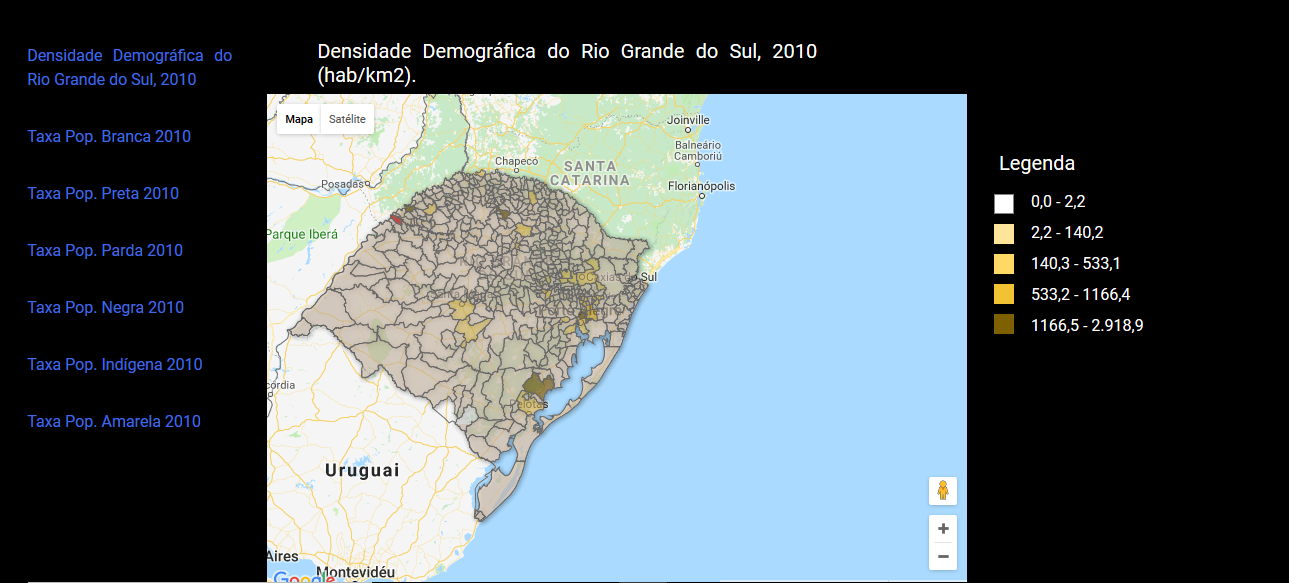 Densidade Demográfica do
Rio Grande do Sul, 2010
Taxa Pop. Branca 2010
Taxa Pop. Preta 2010
Taxa Pop. Parda 2010
Taxa Pop. Negra 2010
Taxa Pop. Indígena 2010
Taxa Pop. Amarela 2010
Densidade Demográfica do Rio Grande do Sul, 2010
(hab/km2).
Mapa
Satélite
Joinville
Balneário
Camboriú
Chapecó
SANTA
CATARINA
Posadas
Florianópolis
Parque Iberá
Caxias do Sul
Porto Alegre
córdia
Pelotas
Uruguai
Aires
Montevidéu
Google
Legenda
0,0 - 2,2
2,2 - 140,2
140,3 - 533,1
533,2 - 1166,4
1166,5 - 2.918,9